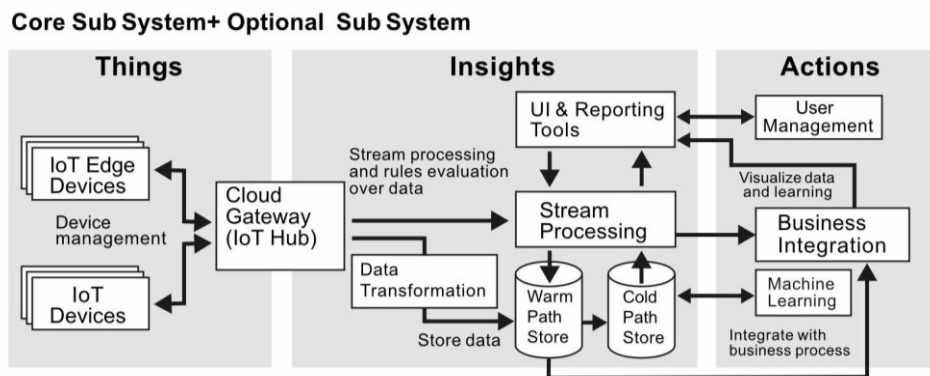 Core Sub System+ Optional Sub System
Things
Insights
Actions
IoT Edge
Devices
Device
management
IoT
Devices
Cloud
Gateway
(IoT Hub)
Stream processing
and rules evaluation
over data
Data
Transformation
Store data
UI & Reporting
Tools
Stream
Processing
Warm
Path
Store
Cold
Path
Store
User
Management
Visualize data
and learning
Business
Integration
Machine
Learning
Integrate with
business process